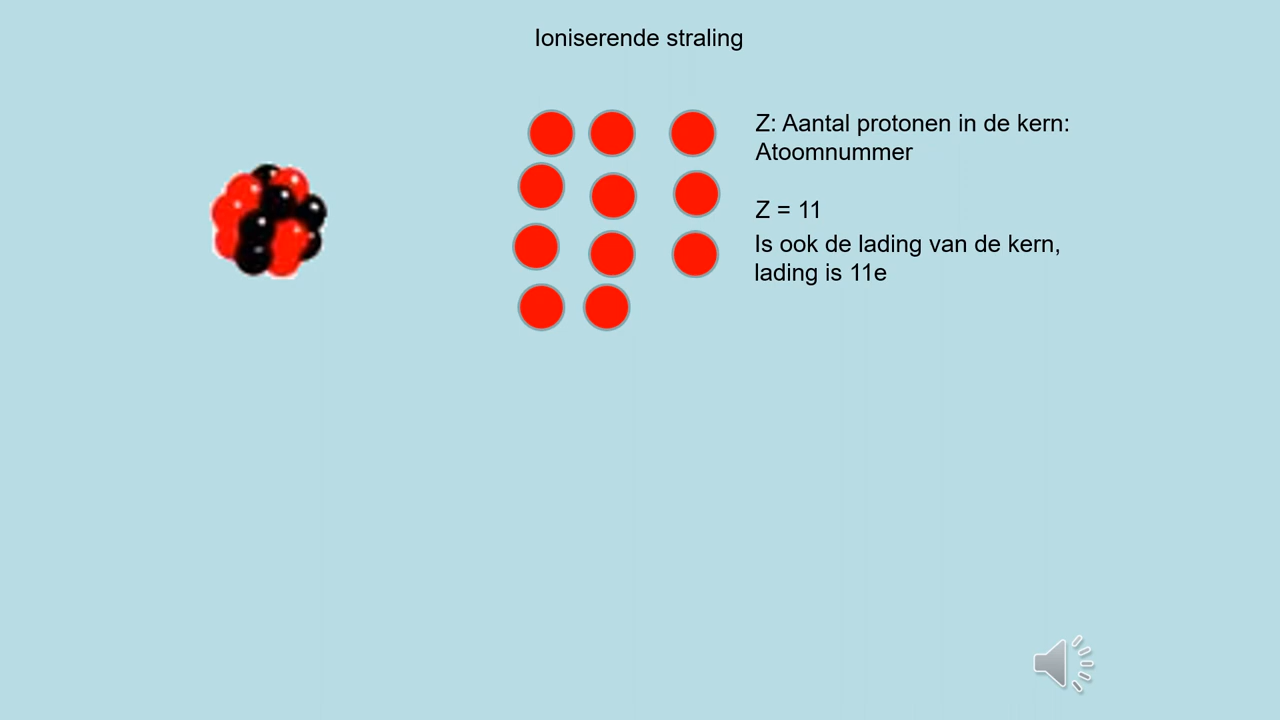 Ioniserende straling
Z: Aantal protonen in de kern:
Atoomnummer
Z = 11
Is ook de lading van de kern,
lading is 11e